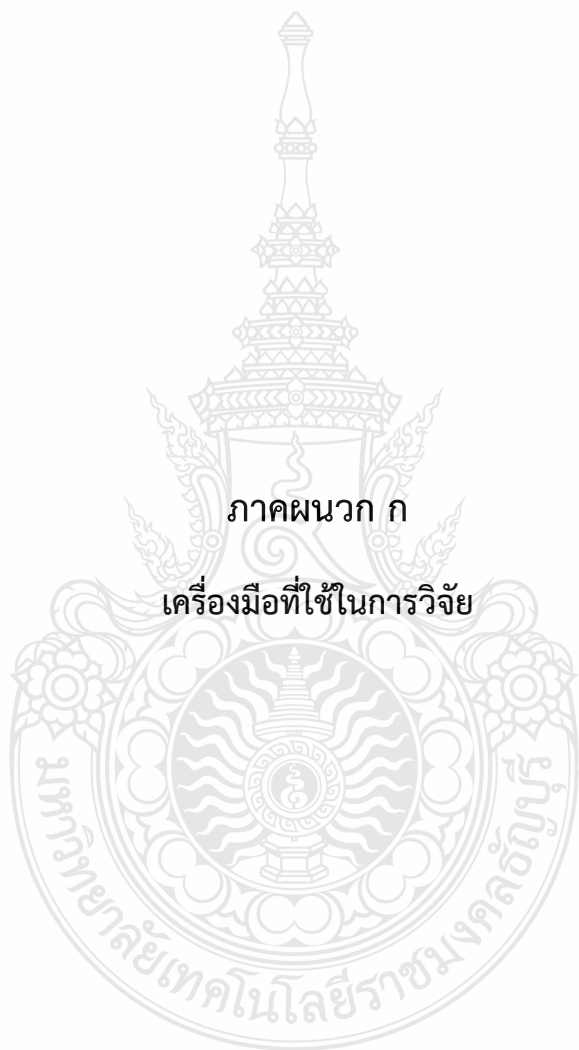 ภาคผนวก ก
เครื่องมือที่ใช้ในการวิจัย
มหาวิทยาลัยเทคโนโลยีราชมงคลธัญบุรี